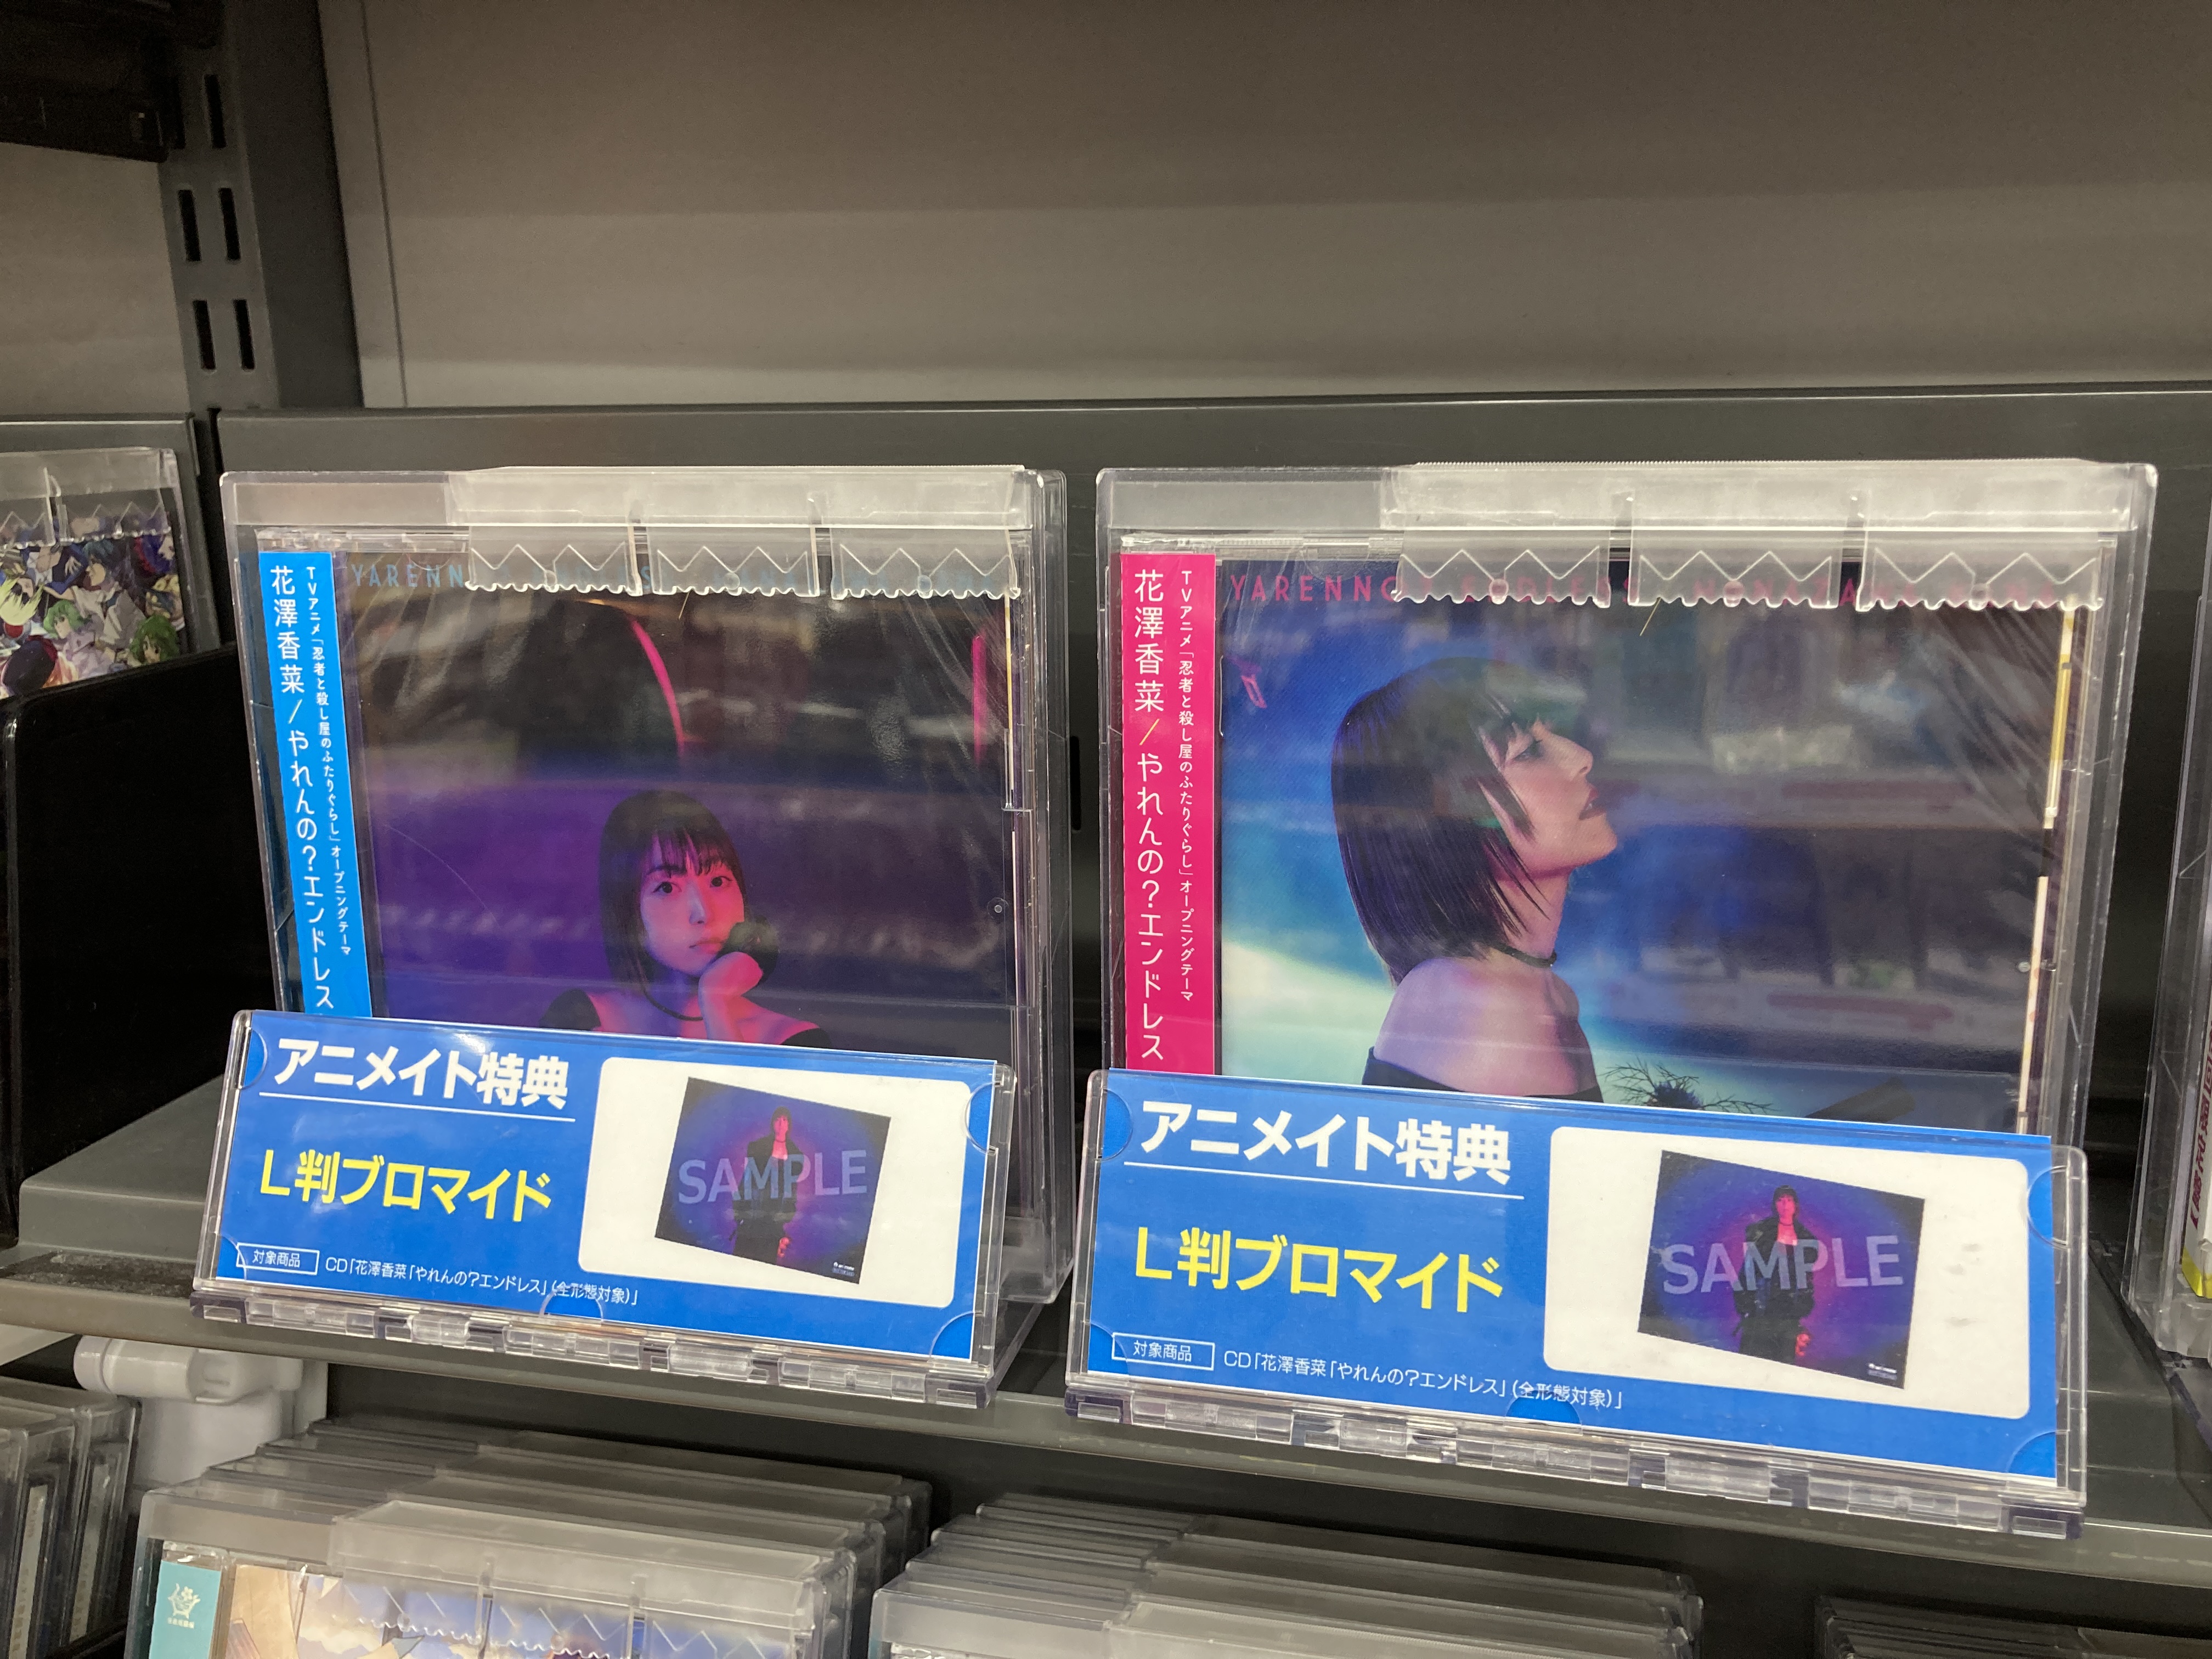 花澤香菜/やれんの?エンドレス
TVアニメ「忍者と殺し屋のふたりぐらし」オープニングテーマ
YARENN
アニメイト特典
L判ブロマイド
SAMPLE
対象商品 CD「花澤香菜「やれんの?エンドレス」(全形態対象)」
花澤香菜/やれんの?エンドレス
TVアニメ「忍者と殺し屋のふたりぐらし」オープニングテーマ
YARENNO? ENDLESS HANAZAWA KANA
アニメイト特典
L判ブロマイド
SAMPLE
対象商品 CD「花澤香菜「やれんの?エンドレス」(全形態対象)」